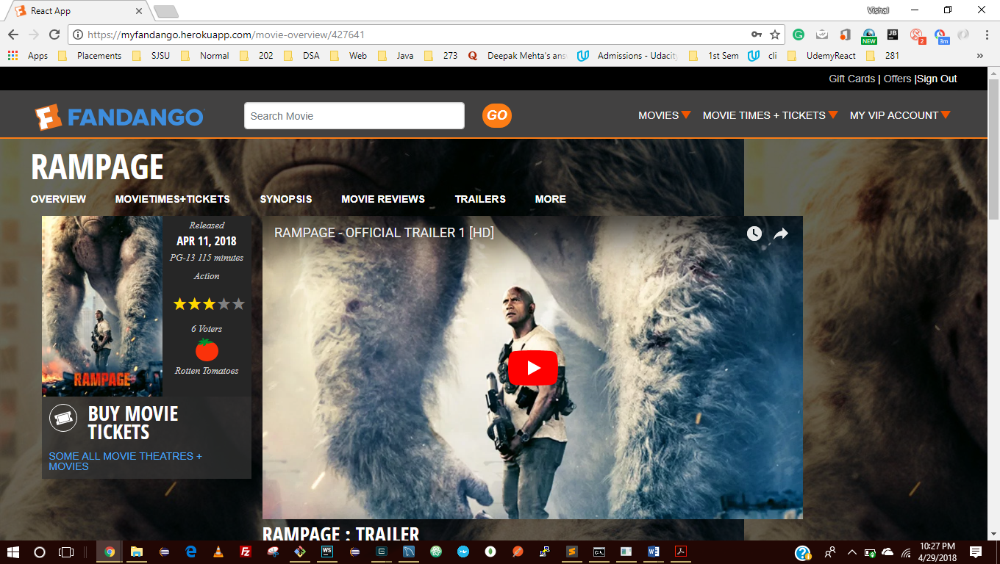 React App
Vishal
https://myfandango.herokuapp.com/movie-overview/427641
JB
NEW
2
3m
Apps Placements SJSU Normal 202 DSA Web Java 273 Deepak Mehta's ans Admissions - Udacity 1st Sem cli UdemyReact 281 »
Gift Cards | Offers |Sign Out
FANDANGO
Search Movie
GO
MOVIES MOVIE TIMES + TICKETS MY VIP ACCOUNT
RAMPAGE
OVERVIEW MOVIETIMES+TICKETS SYNOPSIS MOVIE REVIEWS TRAILERS MORE
Released
APR 11, 2018
PG-13 115 minutes
Action
6 Voters
Rotten Tomatoes
RAMPAGE
BUY MOVIE
TICKETS
SOME ALL MOVIE THEATRES +
MOVIES
RAMPAGE - OFFICIAL TRAILER 1 [HD]
RAMPAGE : TRAILER
10:27 PM
4/29/2018